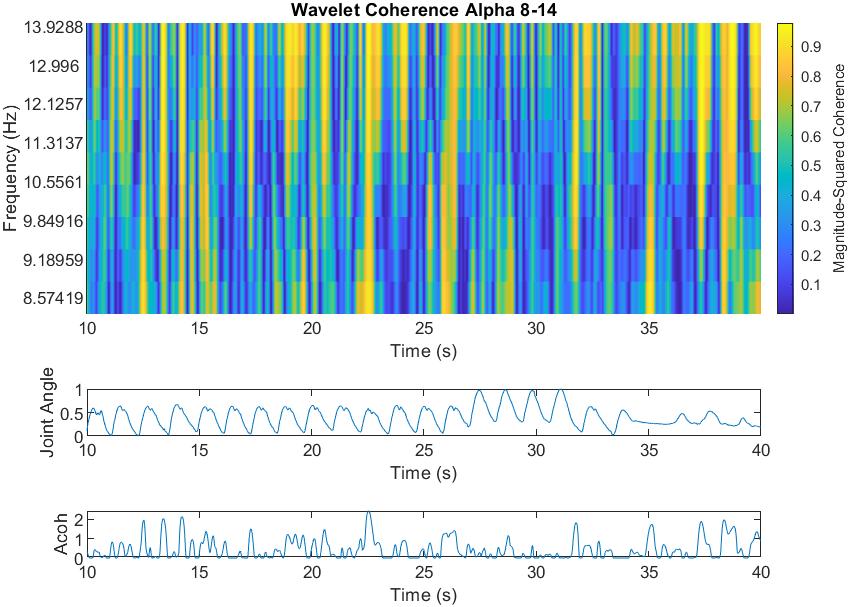 Wavelet Coherence Alpha 8-14
Frequency (Hz)
13.9288
12.996
12.1257
11.3137
10.5561
9.84916
9.18959
8.57419
10 15 20 25 30 35
Time (s)
0.9
0.8
0.7
0.6
0.5
0.4
0.3
0.2
0.1
Magnitude-Squared Coherence
Joint Angle
1
0.5
0
10 15 20 25 30 35 40
Time (s)
Acoh
2
1
0
10 15 20 25 30 35 40
Time (s)